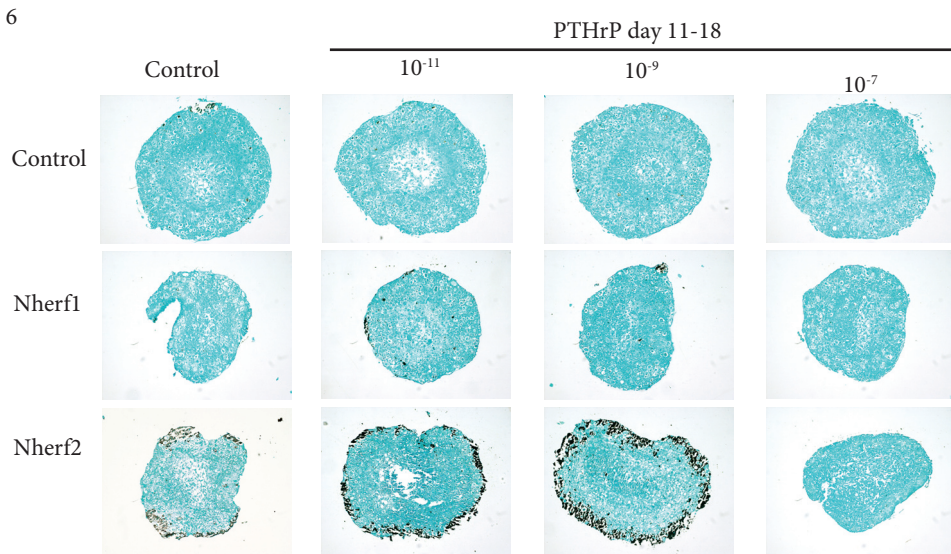 6
PTHrP day 11-18
Control
10⁻¹¹
10⁻⁹
10⁻⁷
Control
Nherf1
Nherf2